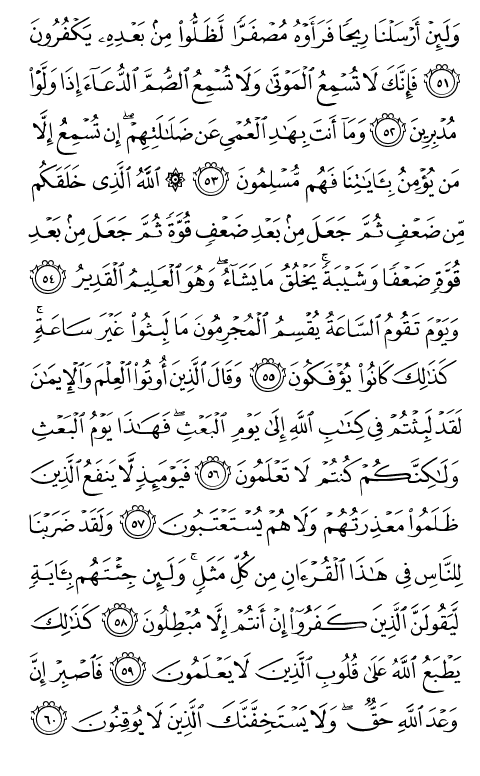 وَلَئِنۡ أَرۡسَلۡنَا رِيحٗا فَرَأَوۡهُ مُصۡفَرّٗا لَّظَلُّواْ مِنۢ بَعۡدِهِۦ يَكۡفُرُونَ
٥١ فَإِنَّكَ لَا تُسۡمِعُ ٱلۡمَوۡتَىٰ وَلَا تُسۡمِعُ ٱلصُّمَّ ٱلدُّعَآءَ إِذَا وَلَّوۡاْ
مُدۡبِرِينَ ٥٢ وَمَآ أَنتَ بِهَٰدِ ٱلۡعُمۡيِ عَن ضَلَٰلَتِهِمۡۖ إِن تُسۡمِعُ إِلَّا
مَن يُؤۡمِنُ بِـَٔايَٰتِنَا فَهُم مُّسۡلِمُونَ ٥٣ ۞ ٱللَّهُ ٱلَّذِي خَلَقَكُم
مِّن ضَعۡفٖ ثُمَّ جَعَلَ مِنۢ بَعۡدِ ضَعۡفٖ قُوَّةٗ ثُمَّ جَعَلَ مِنۢ بَعۡدِ
قُوَّةٖ ضَعۡفٗا وَشَيۡبَةٗۚ يَخۡلُقُ مَا يَشَآءُۖ وَهُوَ ٱلۡعَلِيمُ ٱلۡقَدِيرُ ٥٤
وَيَوۡمَ تَقُومُ ٱلسَّاعَةُ يُقۡسِمُ ٱلۡمُجۡرِمُونَ مَا لَبِثُواْ غَيۡرَ سَاعَةٖۚ
كَذَٰلِكَ كَانُواْ يُؤۡفَكُونَ ٥٥ وَقَالَ ٱلَّذِينَ أُوتُواْ ٱلۡعِلۡمَ وَٱلۡإِيمَٰنَ
لَقَدۡ لَبِثۡتُمۡ فِي كِتَٰبِ ٱللَّهِ إِلَىٰ يَوۡمِ ٱلۡبَعۡثِۖ فَهَٰذَا يَوۡمُ ٱلۡبَعۡثِ
وَلَٰكِنَّكُمۡ كُنتُمۡ لَا تَعۡلَمُونَ ٥٦ فَيَوۡمَئِذٖ لَّا يَنفَعُ ٱلَّذِينَ
ظَلَمُواْ مَعۡذِرَتُهُمۡ وَلَا هُمۡ يُسۡتَعۡتَبُونَ ٥٧ وَلَقَدۡ ضَرَبۡنَا
لِلنَّاسِ فِي هَٰذَا ٱلۡقُرۡءَانِ مِن كُلِّ مَثَلٖۚ وَلَئِن جِئۡتَهُم بِـَٔايَةٖ
لَّيَقُولَنَّ ٱلَّذِينَ كَفَرُوٓاْ إِنۡ أَنتُمۡ إِلَّا مُبۡطِلُونَ ٥٨ كَذَٰلِكَ
يَطۡبَعُ ٱللَّهُ عَلَىٰ قُلُوبِ ٱلَّذِينَ لَا يَعۡلَمُونَ ٥٩ فَٱصۡبِرۡ إِنَّ
وَعۡدَ ٱللَّهِ حَقّٞۖ وَلَا يَسۡتَخِفَّنَّكَ ٱلَّذِينَ لَا يُوقِنُونَ ٦٠